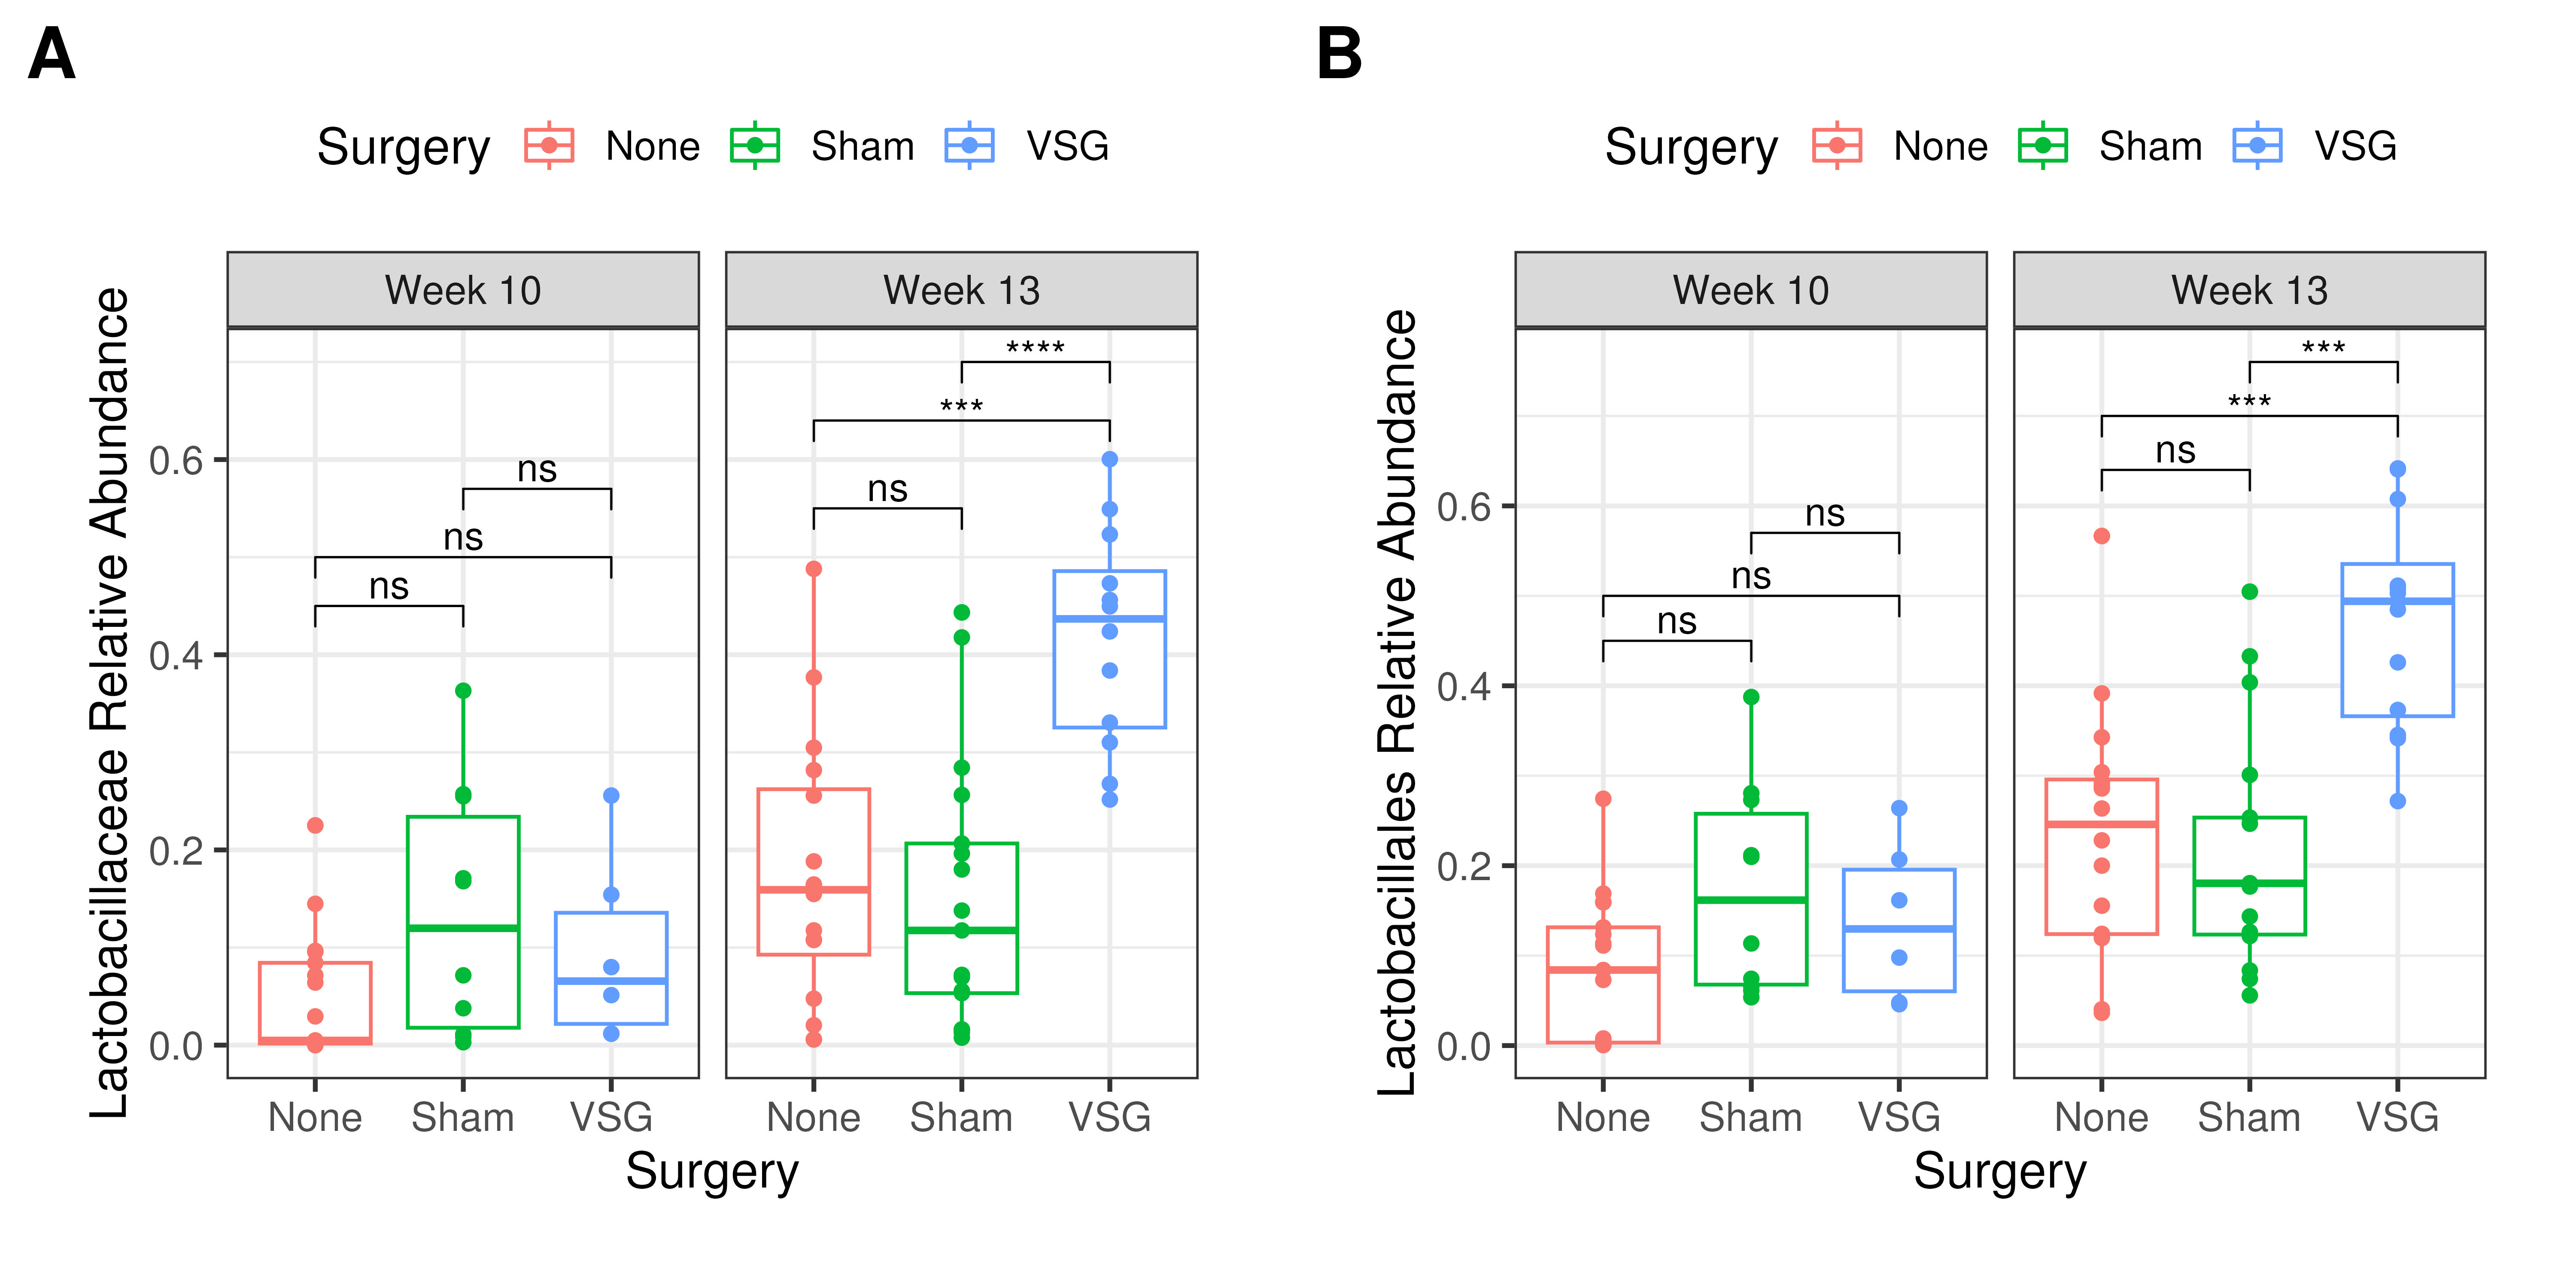 A
Surgery None Sham VSG
Week 10 Week 13
Lactobacillaceae Relative Abundance
0.6
0.4
0.2
0.0
ns
ns
ns
****
***
ns
None Sham VSG None Sham VSG
Surgery
B
Surgery None Sham VSG
Week 10 Week 13
Lactobacillales Relative Abundance
0.6
0.4
0.2
0.0
ns
ns
ns
***
***
ns
None Sham VSG None Sham VSG
Surgery